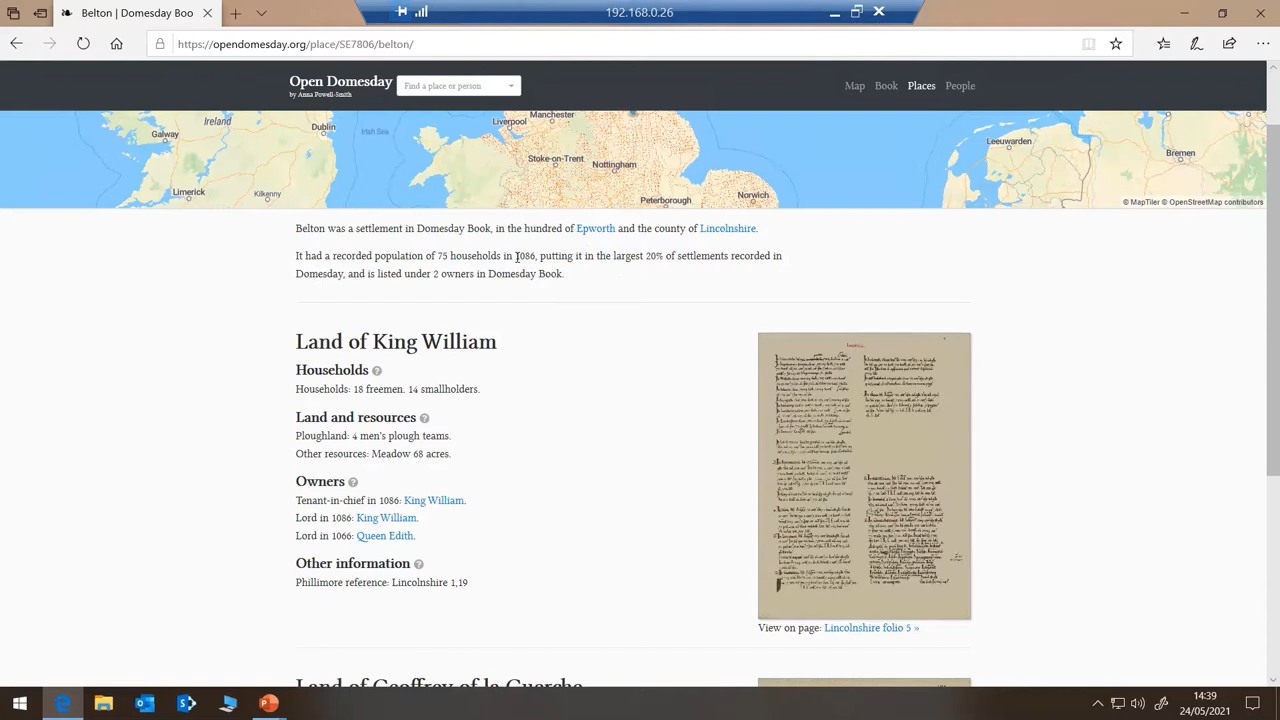 Belton | Domesday Boo
192.168.0.26
https://opendomesday.org/place/SE7806/belton/
Open Domesday
by Anna Powell-Smith
Find a place or person
Map Book Places People
Ireland
Galway
Dublin
Irish Sea
Liverpool
Manchester
Leeuwarden
Bremen
Stoke-on-Trent
Nottingham
Limerick
Kilkenny
Norwich
Peterborough
© MapTiler © OpenStreetMap contributors
Belton was a settlement in Domesday Book, in the hundred of Epworth and the county of Lincolnshire.
It had a recorded population of 75 households in 1086, putting it in the largest 20% of settlements recorded in
Domesday, and is listed under 2 owners in Domesday Book.
Land of King William
Households ?
Households: 18 freemen. 14 smallholders.
Land and resources ?
Ploughland: 4 men's plough teams.
Other resources: Meadow 68 acres.
Owners ?
Tenant-in-chief in 1086: King William.
Lord in 1086: King William.
Lord in 1066: Queen Edith.
Other information ?
Phillimore reference: Lincolnshire 1,19
View on page: Lincolnshire folio 5 »
Land of Geoffrey of la Guerche
14:39
24/05/2021